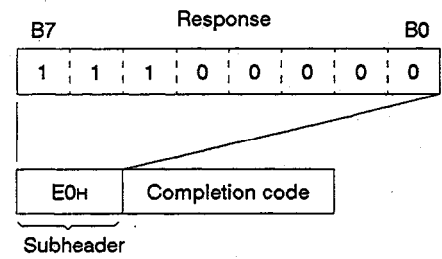 Response
B7 B0
1 1 1 0 0 0 0 0
E0H Completion code
Subheader